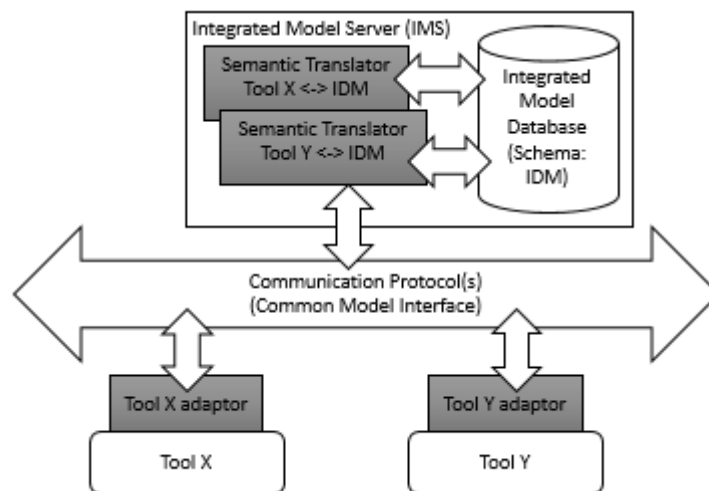 Integrated Model Server (IMS)
Semantic Translator
Tool X <-> IDM
Semantic Translator
Tool Y <-> IDM
Integrated
Model
Database
(Schema:
IDM)
Communication Protocol(s)
(Common Model Interface)
Tool X adaptor
Tool X
Tool Y adaptor
Tool Y